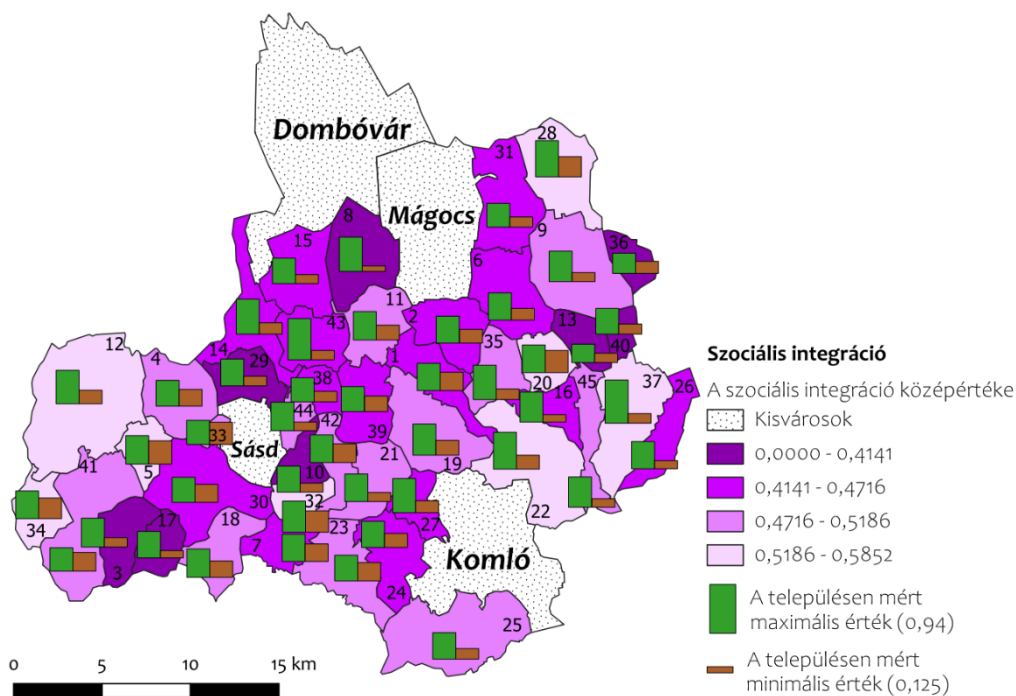 Dombóvár
28
31
Mágocs
8
15
9
36
6
11
2
43
13
12
4
14
29
1
35
40
Szociális integráció
38
20
16
45
37
26
A szociális integráció középértéke
44
42
Kisvárosok
33
Sásd
39
0,0000 - 0,4141
41
5
10
21
19
0,4141 - 0,4716
30
32
34
17
18
23
27
22
0,4716 - 0,5186
7
3
Komló
0,5186 - 0,5852
24
A településen mért
maximális érték (0,94)
25
A településen mért
minimális érték (0,125)
0 5 10 15 km